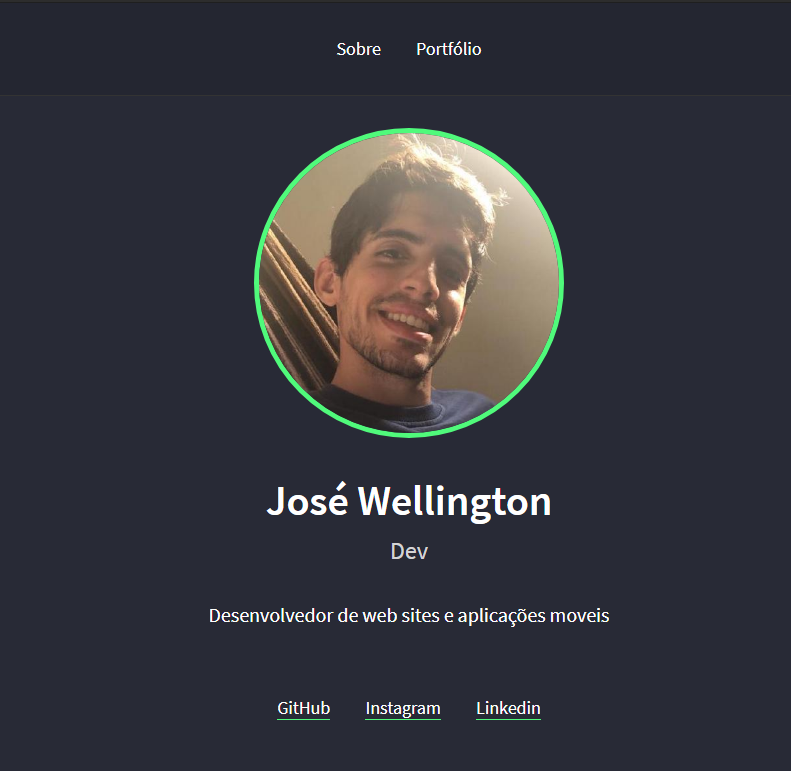 Sobre Portfólio
José Wellington
Dev
Desenvolvedor de web sites e aplicações moveis
GitHub Instagram Linkedin